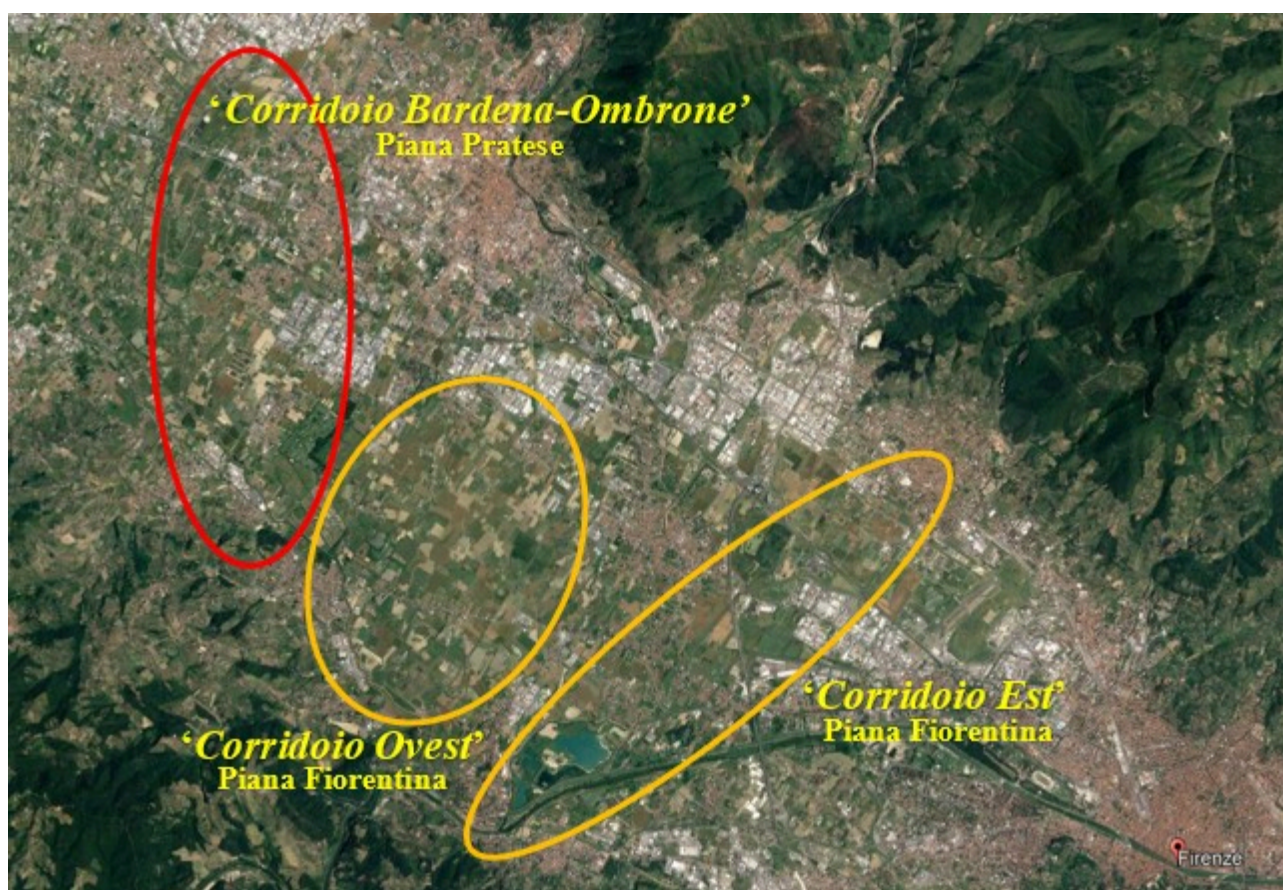 ‘Corridoio Bardena-Ombrone’
Piana Pratese
‘Corridoio Est’
Piana Fiorentina
‘Corridoio Ovest’
Piana Fiorentina
Firenze